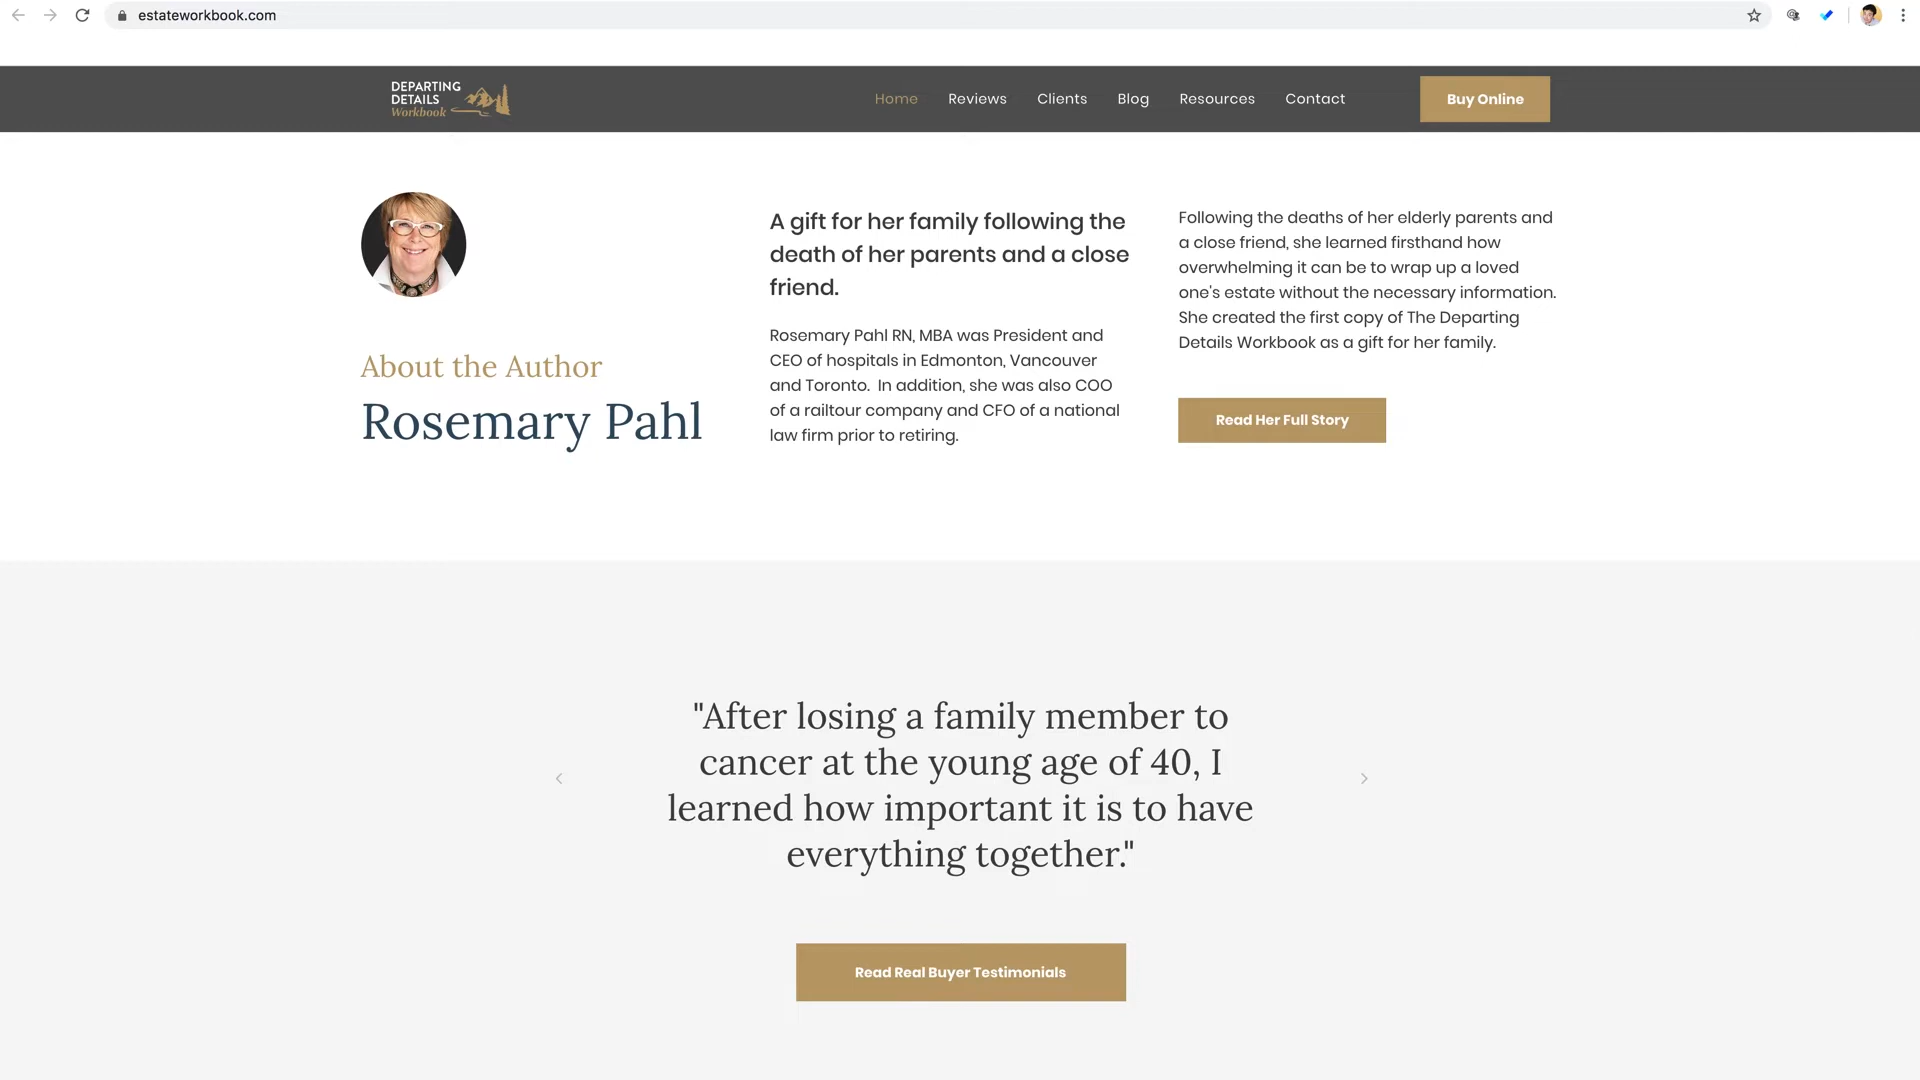 estateworkbook.com
DEPARTING
DETAILS
Workbook
Home
Reviews
Clients
Blog
Resources
Contact
Buy Online
About the Author
Rosemary Pahl
A gift for her family following the
death of her parents and a close
friend.
Rosemary Pahl RN, MBA was President and
CEO of hospitals in Edmonton, Vancouver
and Toronto.  In addition, she was also COO
of a railtour company and CFO of a national
law firm prior to retiring.
Following the deaths of her elderly parents and
a close friend, she learned firsthand how
overwhelming it can be to wrap up a loved
one's estate without the necessary information.
She created the first copy of The Departing
Details Workbook as a gift for her family.
Read Her Full Story
"After losing a family member to
cancer at the young age of 40, I
learned how important it is to have
everything together."
Read Real Buyer Testimonials